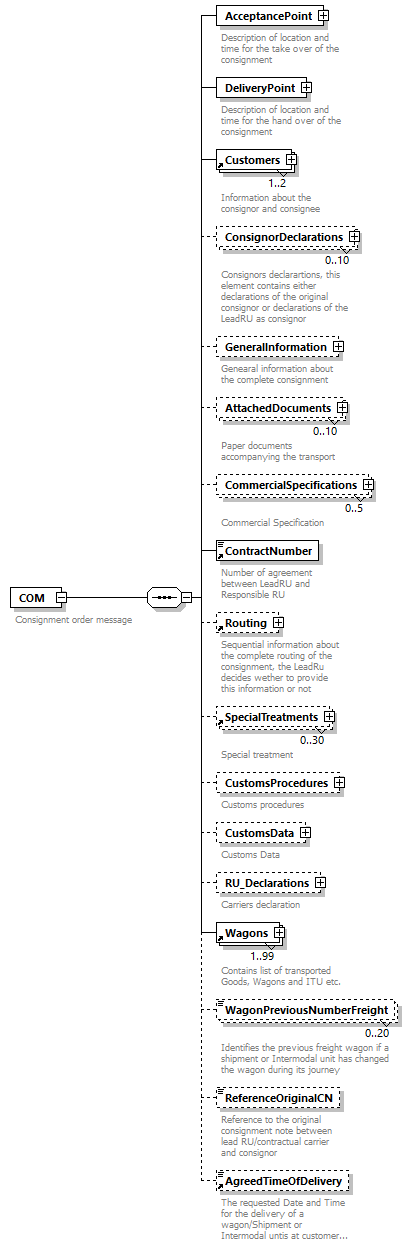 AcceptancePoint
Description of location and
time for the take over of the
consignment
DeliveryPoint
Description of location and
time for the hand over of the
consignment
Customers
1..2
Information about the
consignor and consignee
ConsignorDeclarations
0..10
Consignors declarartions, this
element contains either
declarations of the original
consignor or declarations of the
LeadRU as consignor
GeneralInformation
Genearal information about
the complete consignment
AttachedDocuments
0..10
Paper documents
accompanying the transport
CommercialSpecifications
0..5
Commercial Specification
ContractNumber
Number of agreement
between LeadRU and
Responsible RU
COM
Consignment order message
Routing
Sequential information about
the complete routing of the
consignment, the LeadRu
decides wether to provide
this information or not
SpecialTreatments
0..30
Special treatment
CustomsProcedures
Customs procedures
CustomsData
Customs Data
RU_Declarations
Carriers declaration
Wagons
1..99
Contains list of transported
Goods, Wagons and ITU etc.
WagonPreviousNumberFreight
0..20
Identifies the previous freight wagon if a
shipment or Intermodal unit has changed
the wagon during its journey
ReferenceOriginalCN
Reference to the original
consignment note between
lead RU/contractual carrier
and consignor
AgreedTimeOfDelivery
The requested Date and Time
for the delivery of a
wagon/Shipment or
Intermodal untis at customer...